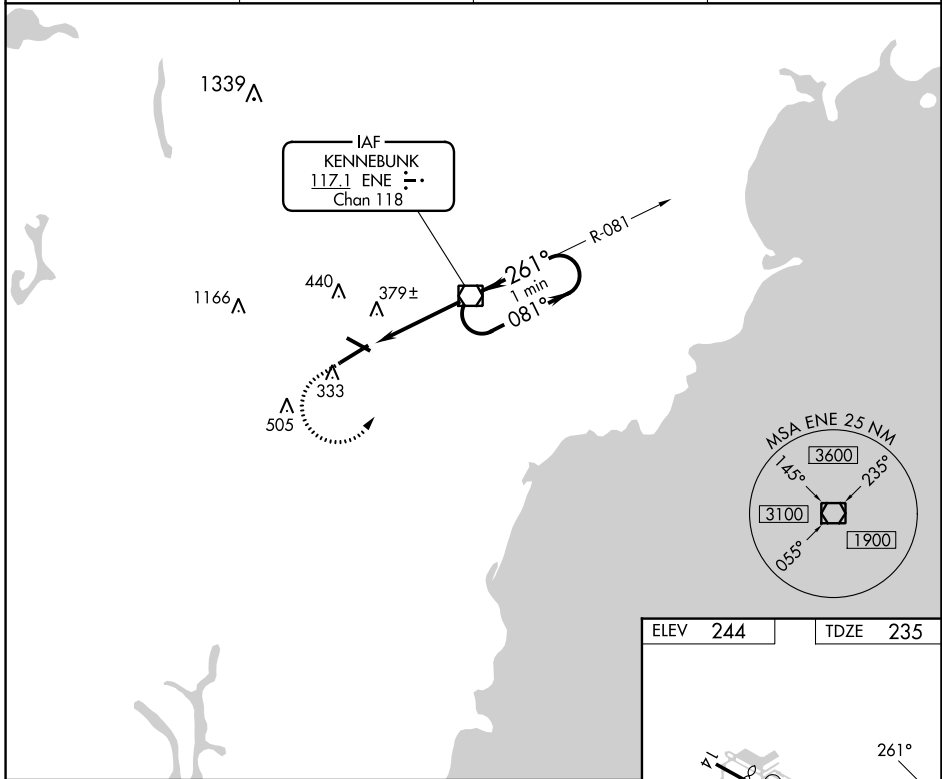 1339
IAF
KENNEBUNK
117.1 ENE
Chan 118
R-081
261°
1 min
081°
440
379±
1166
333
505
MSA ENE 25 NM
3600
145°
235°
3100
055°
1900
ELEV 244
TDZE 235
261°
14